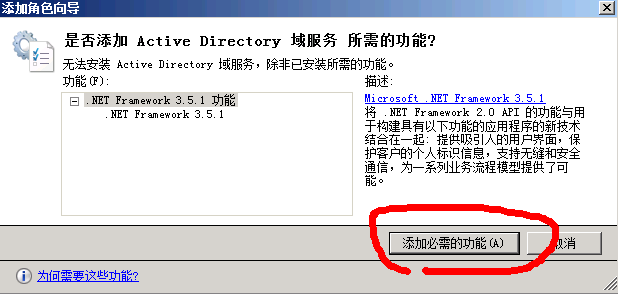 添加角色向导
是否添加 Active Directory 域服务 所需的功能?
无法安装 Active Directory 域服务，除非已安装所需的功能。
功能(F):
.NET Framework 3.5.1 功能
.NET Framework 3.5.1
描述:
Microsoft .NET Framework 3.5.1
将 .NET Framework 2.0 API 的功能与用
于构建具有以下功能的应用程序的新技术
结合在一起: 提供吸引人的用户界面，保
护客户的个人标识信息，支持无缝和安全
通信，为一系列业务流程模型提供了可
能。
添加必需的功能(A)
取消
为何需要这些功能?